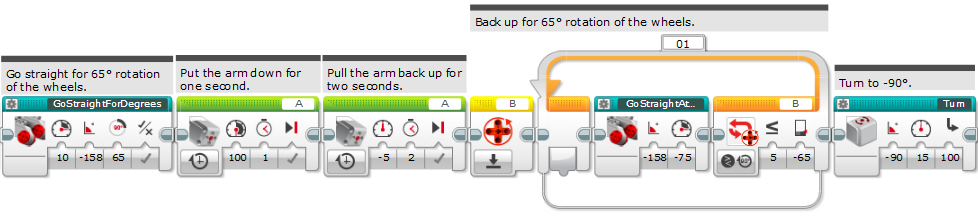 Back up for 65° rotation of the wheels.
01
Go straight for 65° rotation
of the wheels.
Put the arm down for
one second.
Pull the arm back up for
two seconds.
Turn to -90°.
GoStraightForDegrees
A
A
B
GoStraightAt...
B
Turn
90°
10 -158 65
100 1
-5 2
-158 -75
5 -65
-90 15 100